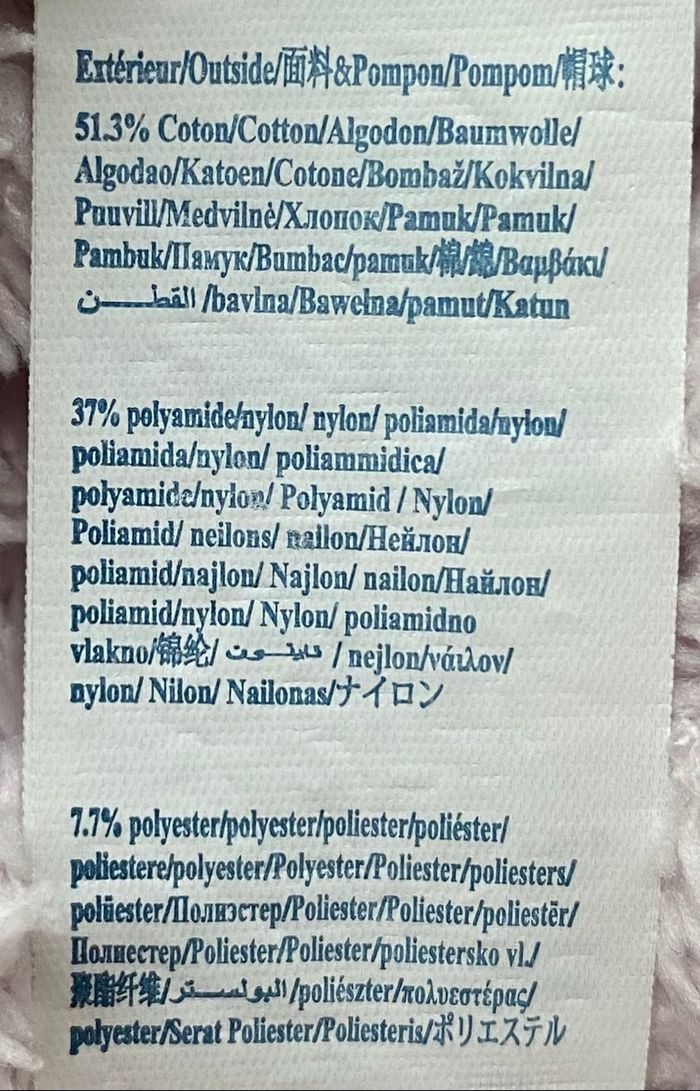 Extérieur/Outside/面料&Pompon/Pompom/帽球:
51.3% Coton/Cotton/Algodon/Baumwolle/
Algodao/Katoen/Cotone/Bombaž/Kokvilna/
Puuvill/Medvilnė/Хлопок/Pamuk/Pamuk/
Pambuk/Памук/Bumbac/pamuk/棉/綿/Βαμβάκι/
القطن/bavlna/Bawełna/pamut/Katun
37% polyamide/nylon/ nylon/ poliamida/nylon/
poliamida/nylon/ poliammidica/
polyamide/nylon/ Polyamid / Nylon/
Poliamid/ neilons/ nailon/Нейлон/
poliamid/najlon/ Najlon/ nailon/Найлон/
poliamid/nylon/ Nylon/ poliamidno
vlakno/锦纶/ / nejlon/νάιλον/
nylon/ Nilon/ Nailonas/ナイロン
7.7% polyester/polyester/poliester/poliéster/
poliestere/polyester/Polyester/Poliester/poliesters/
polüester/Полиэстер/Poliester/Poliester/poliestër/
Полиестер/Poliester/Poliester/poliestersko vl./
聚酯纤维/البولستر/poliészter/πολυεστέρας/
polyester/Serat Poliester/Poliesteris/ポリエステル